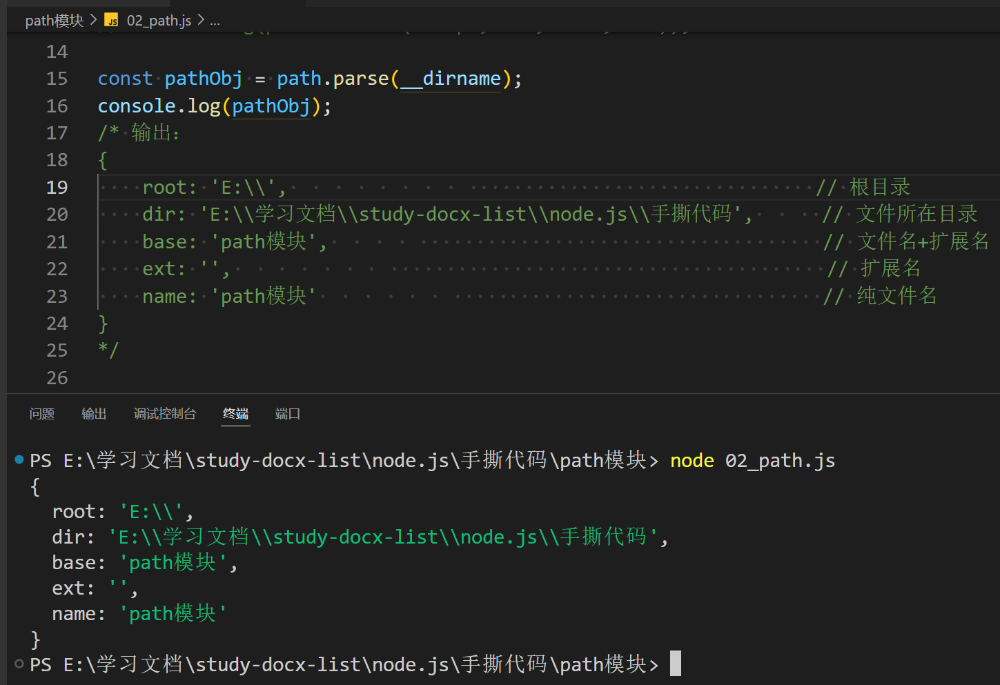 path模块 > JS 02_path.js > ...
14
15 const pathObj = path.parse(__dirname);
16 console.log(pathObj);
17 /* 输出:
18 {
19     root: 'E:\\', // 根目录
20     dir: 'E:\\学习文档\\study-docx-list\\node.js\\手撕代码', // 文件所在目录
21     base: 'path模块', // 文件名+扩展名
22     ext: '', // 扩展名
23     name: 'path模块' // 纯文件名
24 }
25 */
26
问题 输出 调试控制台 终端 端口
PS E:\学习文档\study-docx-list\node.js\手撕代码\path模块> node 02_path.js
{
  root: 'E:\\',
  dir: 'E:\\学习文档\\study-docx-list\\node.js\\手撕代码',
  base: 'path模块',
  ext: '',
  name: 'path模块'
}
PS E:\学习文档\study-docx-list\node.js\手撕代码\path模块>